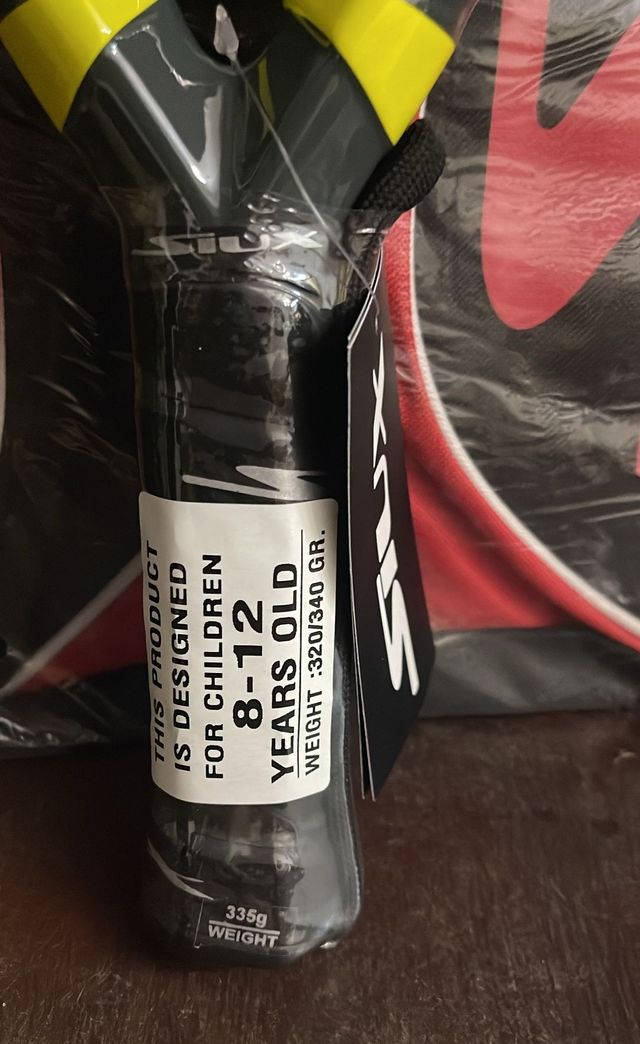 SIUX
SIUX
THIS PRODUCT
IS DESIGNED
FOR CHILDREN
8-12
YEARS OLD
WEIGHT :320/340 GR.
335g
WEIGHT